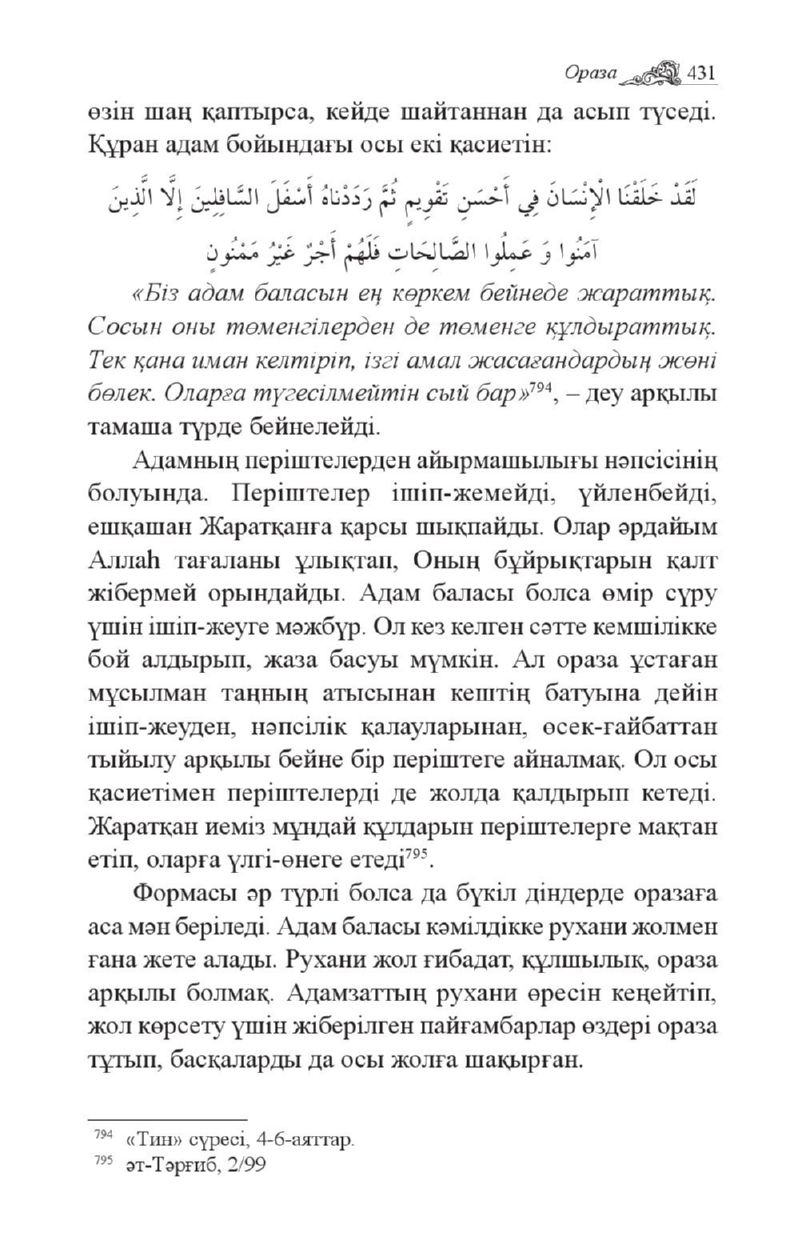 Ораза 431
өзін шаң қаптырса, кейде шайтаннан да асып түседі.
Құран адам бойындағы осы екі қасиетін:
لَقَدْ خَلَقْنَا الْإِنْسَانَ فِي أَحْسَنِ تَقْوِيمٍ ثُمَّ رَدَدْنَاهُ أَسْفَلَ السَّافِلِينَ إِلَّا الَّذِينَ
آمَنُوا وَ عَمِلُوا الصَّالِحَاتِ فَلَهُمْ أَجْرٌ غَيْرُ مَمْنُونٍ
«Біз адам баласын ең көркем бейнеде жараттық.
Сосын оны төменгілерден де төменге құлдыраттық.
Тек қана иман келтіріп, ізгі амал жасағандардың жөні
бөлек. Оларға түгесілмейтін сый бар»⁷⁹⁴, – деу арқылы
тамаша түрде бейнелейді.
Адамның періштелерден айырмашылығы нәпсісінің
болуында. Періштелер ішіп-жемейді, үйленбейді,
ешқашан Жаратқанға қарсы шықпайды. Олар әрдайым
Аллаһ тағаланы ұлықтап, Оның бұйрықтарын қалт
жібермей орындайды. Адам баласы болса өмір сүру
үшін ішіп-жеуге мәжбүр. Ол кез келген сәтте кемшілікке
бой алдырып, жаза басуы мүмкін. Ал ораза ұстаған
мұсылман таңның атысынан кештің батуына дейін
ішіп-жеуден, нәпсілік қалауларынан, өсек-ғайбаттан
тыйылу арқылы бейне бір періштеге айналмақ. Ол осы
қасиетімен періштелерді де жолда қалдырып кетеді.
Жаратқан иеміз мұндай құлдарын періштелерге мақтан
етіп, оларға үлгі-өнеге етеді⁷⁹⁵.
Формасы әр түрлі болса да бүкіл діндерде оразаға
аса мән беріледі. Адам баласы кәмілдікке рухани жолмен
ғана жете алады. Рухани жол ғибадат, құлшылық, ораза
арқылы болмақ. Адамзаттың рухани өресін кеңейтіп,
жол көрсету үшін жіберілген пайғамбарлар өздері ораза
тұтып, басқаларды да осы жолға шақырған.
⁷⁹⁴ «Тин» сүресі, 4-6-аяттар.
⁷⁹⁵ әт-Тәрғиб, 2/99